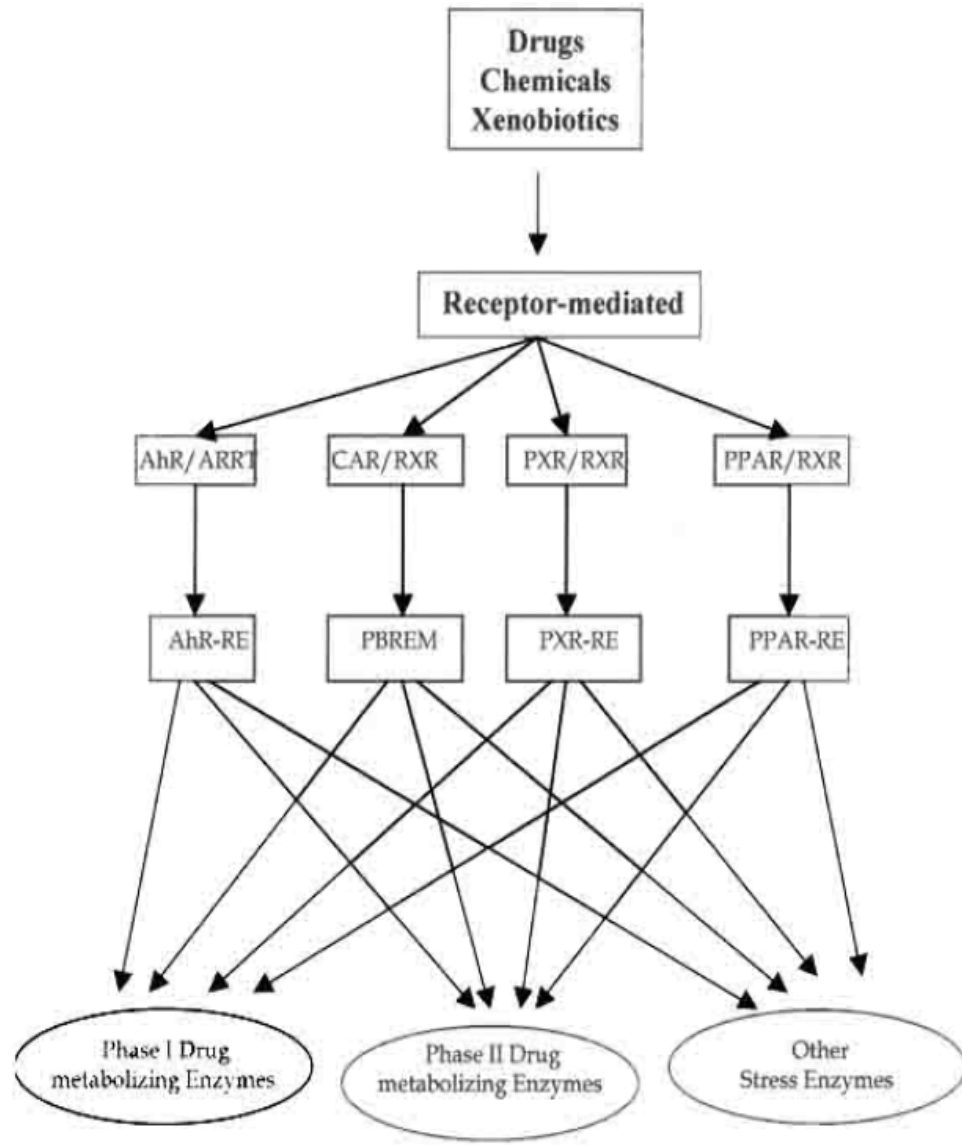 Drugs
Chemicals
Xenobiotics
Receptor-mediated
AhR/ARRT
CAR/RXR
PXR/RXR
PPAR/RXR
AhR-RE
PBREM
PXR-RE
PPAR-RE
Phase I Drug
metabolizing Enzymes
Phase II Drug
metabolizing Enzymes
Other
Stress Enzymes